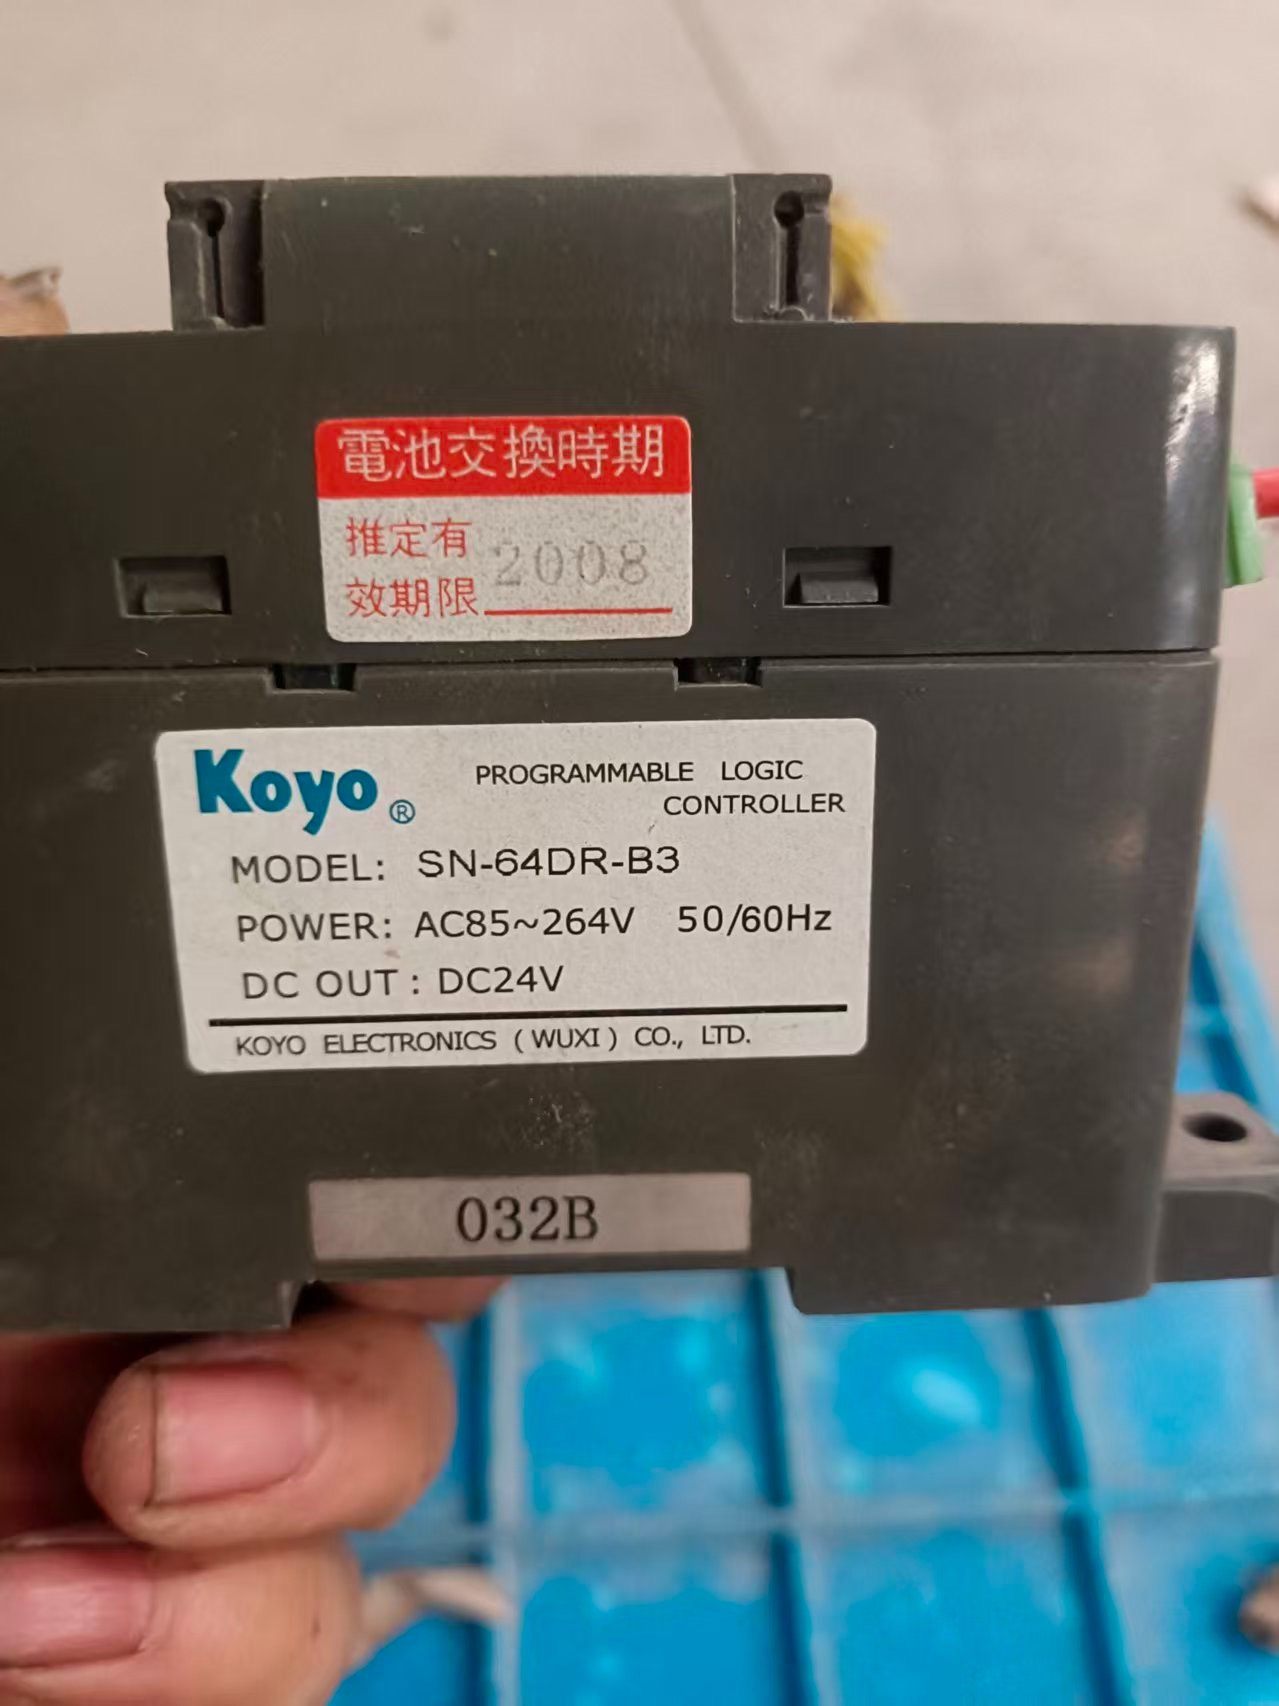 電池交換時期
推定有
効期限 2008
Koyo®
PROGRAMMABLE LOGIC
CONTROLLER
MODEL: SN-64DR-B3
POWER: AC85~264V 50/60Hz
DC OUT : DC24V
KOYO ELECTRONICS ( WUXI ) CO., LTD.
032B